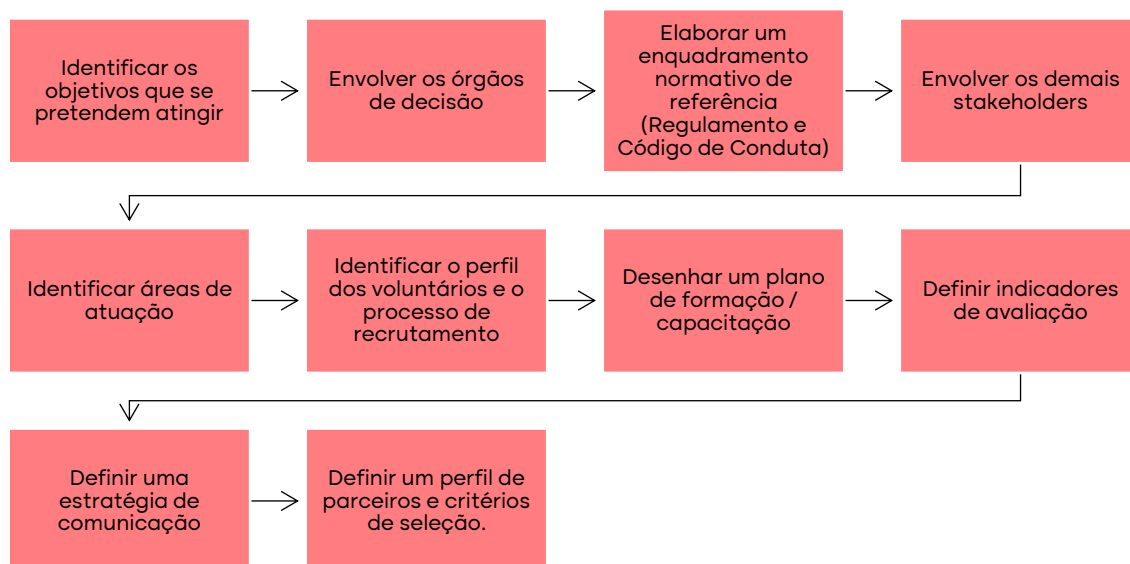 Identificar os
objetivos que se
pretendem atingir
Envolver os órgãos
de decisão
Elaborar um
enquadramento
normativo de
referência
(Regulamento e
Código de Conduta)
Envolver os demais
stakeholders
Identificar áreas de
atuação
Identificar o perfil
dos voluntários e o
processo de
recrutamento
Desenhar um plano
de formação /
capacitação
Definir indicadores
de avaliação
Definir uma
estratégia de
comunicação
Definir um perfil de
parceiros e critérios
de seleção.